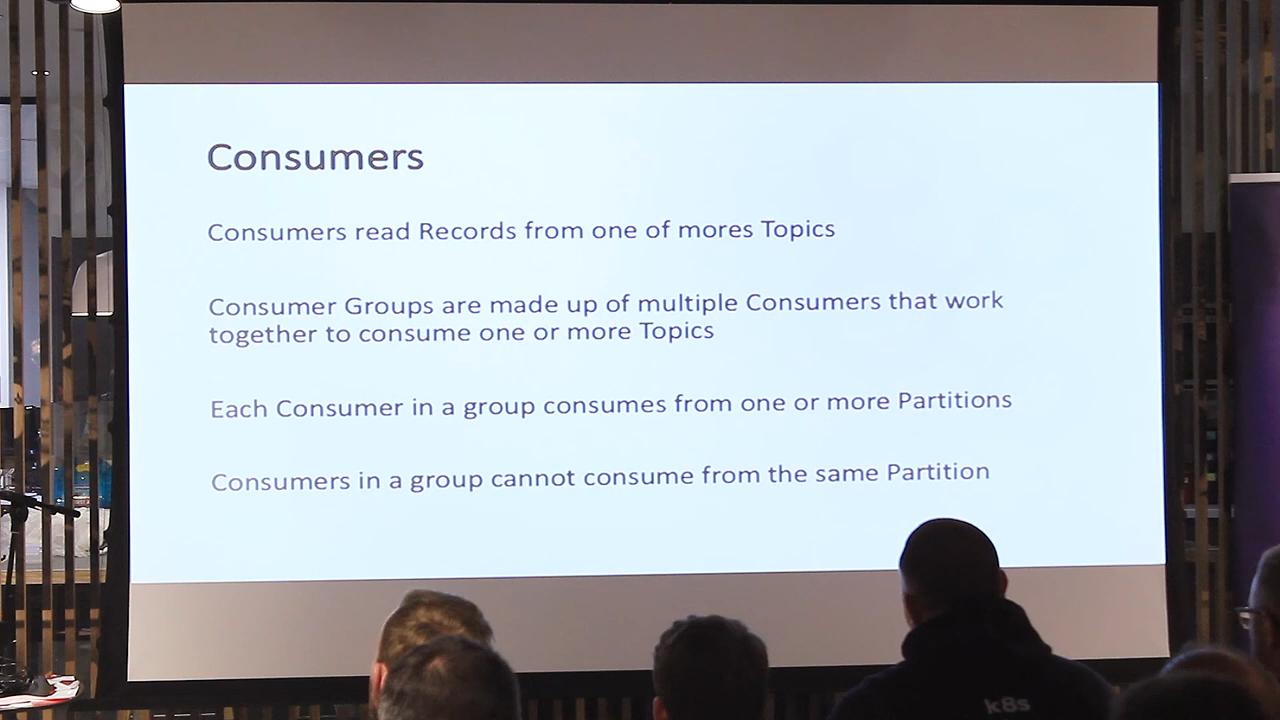 Consumers
Consumers read Records from one of mores Topics
Consumer Groups are made up of multiple Consumers that work
together to consume one or more Topics
Each Consumer in a group consumes from one or more Partitions
Consumers in a group cannot consume from the same Partition
k8s